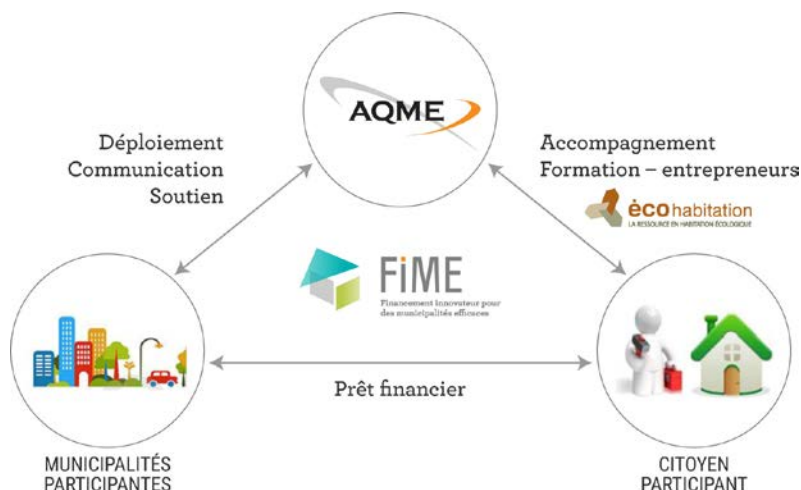 AQME
Déploiement
Communication
Soutien
Accompagnement
Formation – entrepreneurs
écohabitation
LA RESSOURCE EN HABITATION ÉCOLOGIQUE
FiME
Financement innovateur pour
des municipalités efficaces
Prêt financier
MUNICIPALITÉS
PARTICIPANTES
CITOYEN
PARTICIPANT